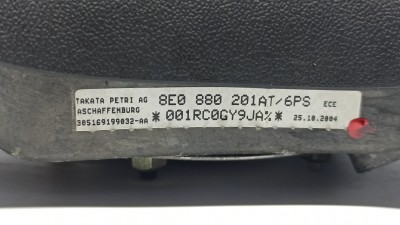 TAKATA PETRI AG 8E0 880 201AT/6PS ECE
ASCHAFFENBURG
305169199032-AA *001RC0GY9JA%* 25.10.2004